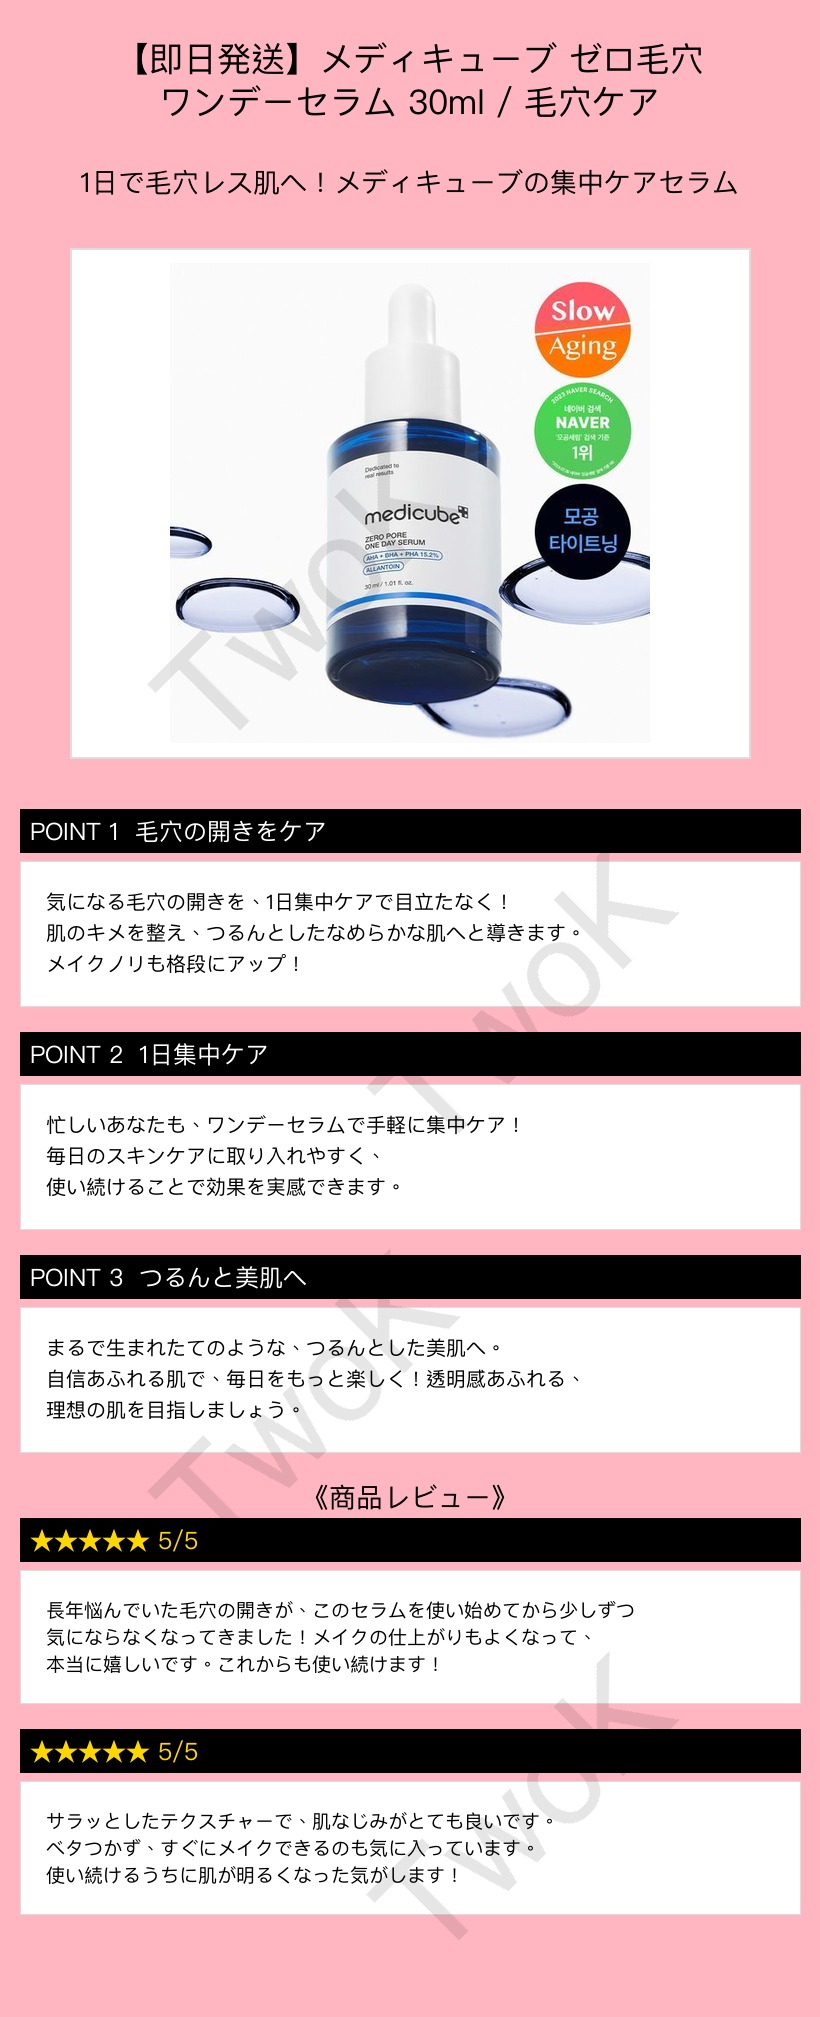 【即日発送】メディキューブ ゼロ毛穴
ワンデーセラム 30ml / 毛穴ケア
1日で毛穴レス肌へ！メディキューブの集中ケアセラム
Slow
Aging
2023 NAVER SEARCH
네이버 검색
NAVER
'모공세럼' 검색 기준
1위
모공
타이트닝
Dedicated to
real results
medicube
ZERO PORE
ONE DAY SERUM
AHA + BHA + PHA 15.2%
ALLANTOIN
30 ml / 1.01 fl. oz.
TwoK
POINT 1 毛穴の開きをケア
気になる毛穴の開きを、1日集中ケアで目立たなく！
肌のキメを整え、つるんとしたなめらかな肌へと導きます。
メイクノリも格段にアップ！
TwoK
POINT 2 1日集中ケア
忙しいあなたも、ワンデーセラムで手軽に集中ケア！
毎日のスキンケアに取り入れやすく、
使い続けることで効果を実感できます。
POINT 3 つるんと美肌へ
まるで生まれたてのような、つるんとした美肌へ。
自信あふれる肌で、毎日をもっと楽しく！透明感あふれる、
理想の肌を目指しましょう。
TwoK
《商品レビュー》
★★★★★ 5/5
長年悩んでいた毛穴の開きが、このセラムを使い始めてから少しずつ
気にならなくなってきました！メイクの仕上がりもよくなって、
本当に嬉しいです。これからも使い続けます！
★★★★★ 5/5
サラッとしたテクスチャーで、肌なじみがとても良いです。
ベタつかず、すぐにメイクできるのも気に入っています。
使い続けるうちに肌が明るくなった気がします！
TwoK